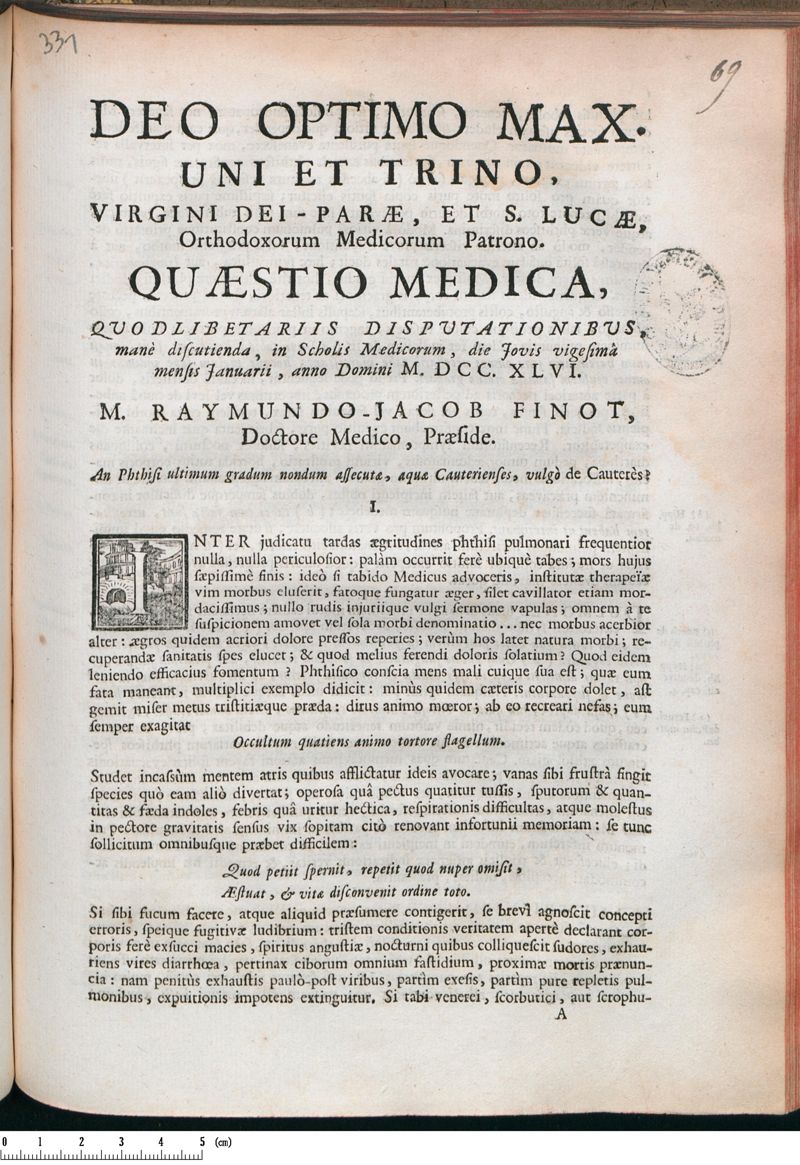 331
69
DEO OPTIMO MAX.
UNI ET TRINO,
VIRGINI DEI-PARÆ, ET S. LUCÆ,
Orthodoxorum Medicorum Patrono.
QUÆSTIO MEDICA,
QUODLIBETARIIS DISPUTATIONIBUS,
manè diſcutienda, in Scholis Medicorum, die Jovis vigeſimâ
menſis Januarii, anno Domini M. DCC. XLVI.
M. RAYMUNDO-JACOB FINOT,
Doctore Medico, Præſide.
An Phthiſi ultimum gradum nondum aſſecutæ, aquæ Cauterienſes, vulgò de Cauterès?
I.
INTER judicatu tardas ægritudines phthiſi pulmonari frequentior
nulla, nulla periculoſior: palàm occurrit ferè ubiquè tabes; mors hujus
ſæpiſſimè finis: ideò ſi tabido Medicus advoceris, inſtitutæ therapeïæ
vim morbus eluſerit, fatoque fungatur æger, ſilet cavillator etiam mor-
daciſſimus; nullo rudis injuriique vulgi ſermone vapulas; omnem à te
ſuſpicionem amovet vel ſola morbi denominatio... nec morbus acerbior
alter: ægros quidem acriori dolore preſſos reperies; verùm hos latet natura morbi; re-
cuperandæ ſanitatis ſpes elucet; & quod melius ferendi doloris ſolatium? Quod eidem
leniendo efficacius fomentum? Phthiſico conſcia mens mali cuique ſua eſt; quæ eum
fata maneant, multiplici exemplo didicit: minùs quidem cæteris corpore dolet, aſt
gemit miſer metus triſtitiæque præda: dirus animo mœror; ab eo recreari nefas; eum
ſemper exagitat
Occultum quatiens animo tortore flagellum.
Studet incaſſùm mentem atris quibus afflictatur ideis avocare; vanas ſibi fruſtrà fingit
ſpecies quò eam aliò divertat; operoſa quâ pectus quatitur tuſſis, ſputorum & quan-
titas & fæda indoles, febris quâ uritur hectica, reſpirationis difficultas, atque moleſtus
in pectore gravitatis ſenſus vix ſopitam citò renovant infortunii memoriam: ſe tunc
ſollicitum omnibuſque præbet difficilem:
Quod petiit ſpernit, repetit quod nuper omiſit,
Æſtuat, & vitæ diſconvenit ordine toto.
Si ſibi fucum facere, atque aliquid præſumere contigerit, ſe brevì agnoſcit concepti
erroris, ſpeique fugitivæ ludibrium: triſtem conditionis veritatem apertè declarant cor-
poris ferè exſucci macies, ſpiritus anguſtiæ, nocturni quibus colliqueſcit ſudores, exhau-
riens vires diarrhœa, pertinax ciborum omnium faſtidium, proximæ mortis prænun-
cia: nam penitùs exhauſtis paulò-poſt viribus, partìm exeſis, partìm pure repletis pul-
monibus, expuitionis impotens extinguitur. Si tabi venerei, ſcorbutici, aut ſcrophu-
A
0 1 2 3 4 5 (cm)